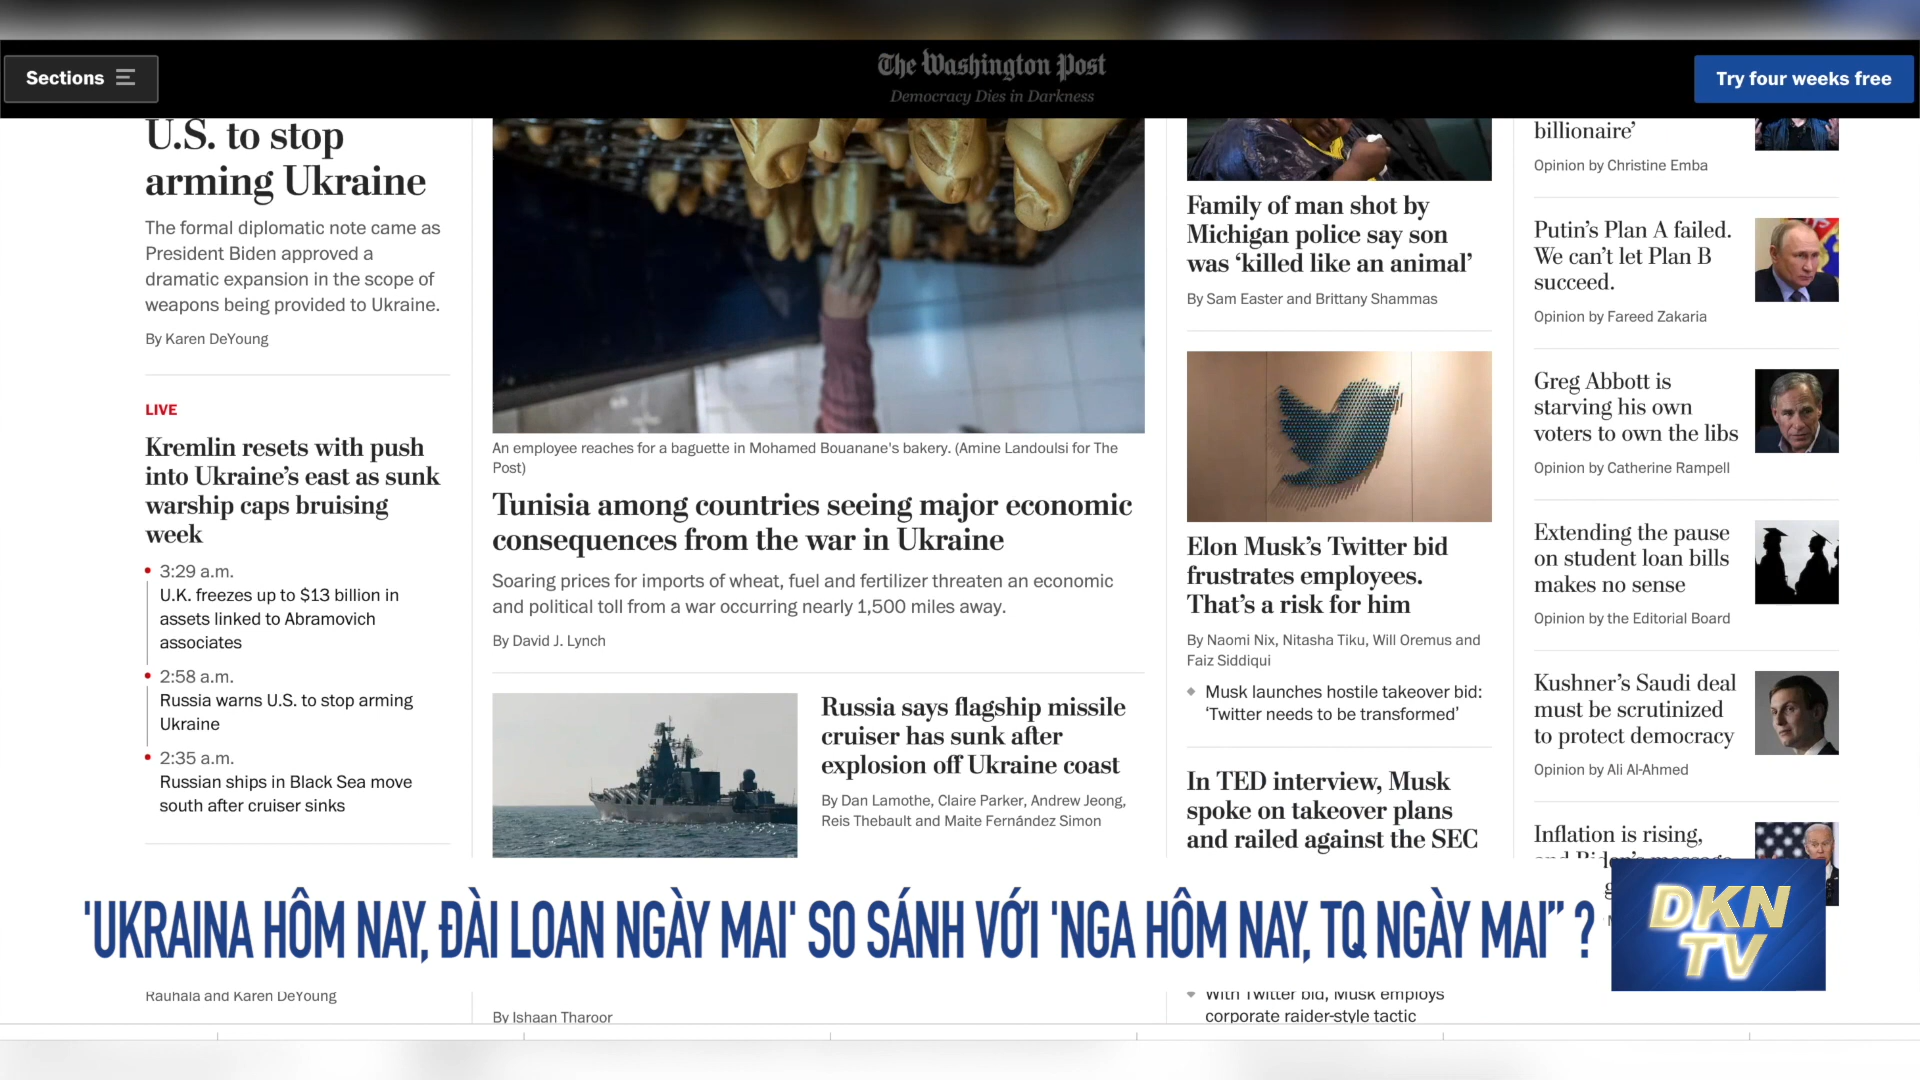 Sections
The Washington Post
Democracy Dies in Darkness
Try four weeks free
U.S. to stop
arming Ukraine
The formal diplomatic note came as
President Biden approved a
dramatic expansion in the scope of
weapons being provided to Ukraine.
By Karen DeYoung
LIVE
Kremlin resets with push
into Ukraine’s east as sunk
warship caps bruising
week
3:29 a.m.
U.K. freezes up to $13 billion in
assets linked to Abramovich
associates
2:58 a.m.
Russia warns U.S. to stop arming
Ukraine
2:35 a.m.
Russian ships in Black Sea move
south after cruiser sinks
Rauhala and Karen DeYoung
An employee reaches for a baguette in Mohamed Bouanane's bakery. (Amine Landoulsi for The
Post)
Tunisia among countries seeing major economic
consequences from the war in Ukraine
Soaring prices for imports of wheat, fuel and fertilizer threaten an economic
and political toll from a war occurring nearly 1,500 miles away.
By David J. Lynch
Russia says flagship missile
cruiser has sunk after
explosion off Ukraine coast
By Dan Lamothe, Claire Parker, Andrew Jeong,
Reis Thebault and Maite Fernández Simon
By Ishaan Tharoor
Family of man shot by
Michigan police say son
was ‘killed like an animal’
By Sam Easter and Brittany Shammas
Elon Musk’s Twitter bid
frustrates employees.
That’s a risk for him
By Naomi Nix, Nitasha Tiku, Will Oremus and
Faiz Siddiqui
Musk launches hostile takeover bid:
‘Twitter needs to be transformed’
In TED interview, Musk
spoke on takeover plans
and railed against the SEC
With Twitter bid, Musk employs
corporate raider-style tactic
billionaire’
Opinion by Christine Emba
Putin’s Plan A failed.
We can’t let Plan B
succeed.
Opinion by Fareed Zakaria
Greg Abbott is
starving his own
voters to own the libs
Opinion by Catherine Rampell
Extending the pause
on student loan bills
makes no sense
Opinion by the Editorial Board
Kushner’s Saudi deal
must be scrutinized
to protect democracy
Opinion by Ali Al-Ahmed
Inflation is rising,
'UKRAINA HÔM NAY, ĐÀI LOAN NGÀY MAI' SO SÁNH VỚI 'NGA HÔM NAY, TQ NGÀY MAI” ?
DKN
TV